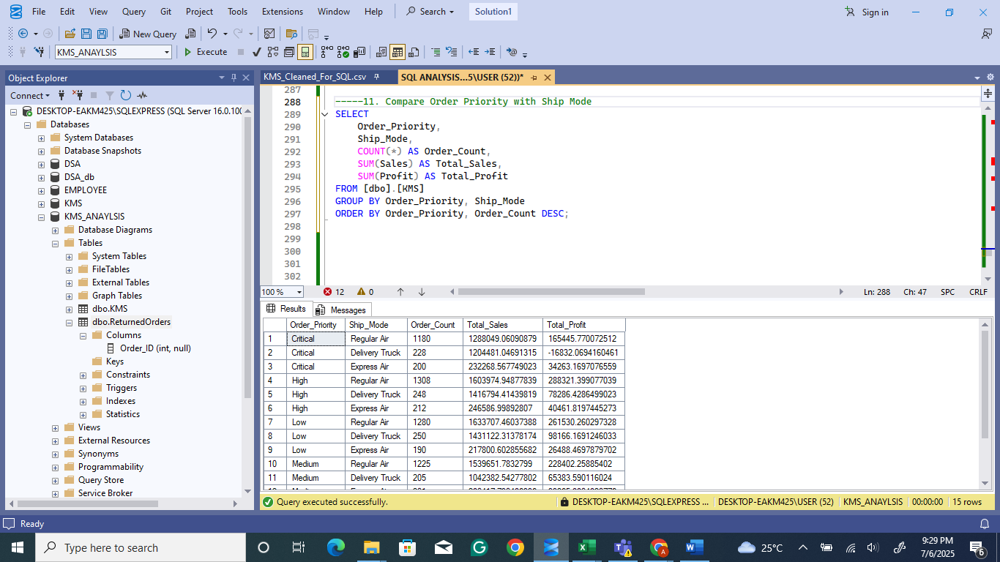 File Edit View Query Git Project Tools Extensions Window Help Search Solution1 Sign in
New Query
KMS_ANAYLSIS Execute
Object Explorer
Connect
DESKTOP-EAKM425\SQLEXPRESS (SQL Server 16.0.100
Databases
System Databases
Database Snapshots
DSA
DSA_db
EMPLOYEE
KMS
KMS_ANAYLSIS
Database Diagrams
Tables
System Tables
FileTables
External Tables
Graph Tables
dbo.KMS
dbo.ReturnedOrders
Columns
Order_ID (int, null)
Keys
Constraints
Triggers
Indexes
Statistics
Views
External Resources
Synonyms
Programmability
Query Store
Service Broker
KMS_Cleaned_For_SQL.csv SQL ANALYSIS...5\USER (52))*
287
288 -----11. Compare Order Priority with Ship Mode
289 SELECT
290 Order_Priority,
291 Ship_Mode,
292 COUNT(*) AS Order_Count,
293 SUM(Sales) AS Total_Sales,
294 SUM(Profit) AS Total_Profit
295 FROM [dbo].[KMS]
296 GROUP BY Order_Priority, Ship_Mode
297 ORDER BY Order_Priority, Order_Count DESC;
298
299
300
301
302
100 % 12 0 Ln: 288 Ch: 47 SPC CRLF
Results Messages
Order_Priority Ship_Mode Order_Count Total_Sales Total_Profit
1 Critical Regular Air 1180 1288049.06090879 165445.770072512
2 Critical Delivery Truck 228 1204481.04691315 -16832.0694160461
3 Critical Express Air 200 232268.567749023 34263.1697076559
4 High Regular Air 1308 1603974.94877839 288321.399077039
5 High Delivery Truck 248 1416794.41439819 78286.4286499023
6 High Express Air 212 246586.99892807 40461.8197445273
7 Low Regular Air 1280 1633707.46037388 261530.260297328
8 Low Delivery Truck 250 1431122.31378174 98166.1691246033
9 Low Express Air 190 217800.602855682 26488.4697879702
10 Medium Regular Air 1225 1539651.7832799 228402.25885402
11 Medium Delivery Truck 205 1042382.54277802 65383.590116024
Query executed successfully. DESKTOP-EAKM425\SQLEXPRESS ... DESKTOP-EAKM425\USER (52) KMS_ANAYLSIS 00:00:00 15 rows
Ready
Type here to search 25°C 9:29 PM
7/6/2025 6